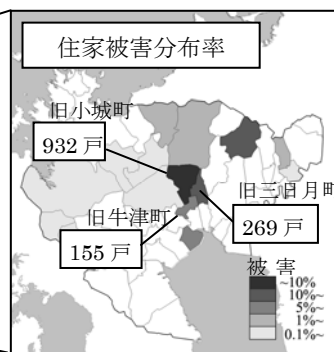 住家被害分布率
旧小城町
932 戸
旧三日月町
269 戸
旧牛津町
155 戸
被 害
~10%
10%~
5%~
1%~
0.1%~